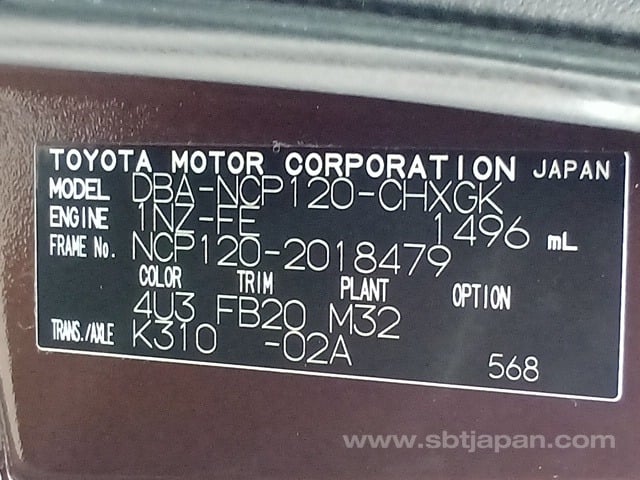 TOYOTA MOTOR CORPORATION JAPAN
MODEL DBA-NCP120-CHXGK
ENGINE 1NZ-FE 1496 mL
FRAME No. NCP120-2018479
COLOR TRIM PLANT OPTION
4U3 FB20 M32
TRANS./AXLE K310 -02A
568
www.sbtjapan.com